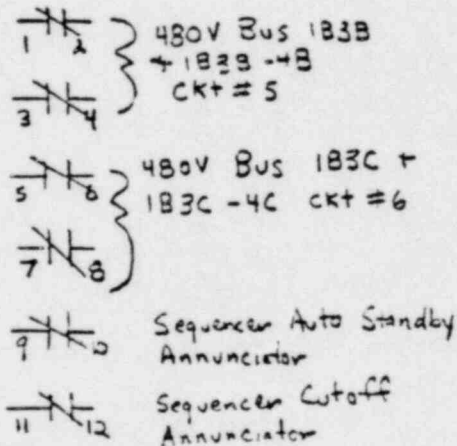 1 2 480V Bus 1B3B
+ 1B3B -4B
3 4 CKt # 5
5 6 480V Bus 1B3C +
1B3C -4C CKt #6
7 8
9 10 Sequencer Auto Standby
Annunciator
11 12 Sequencer Cutoff
Annunciator